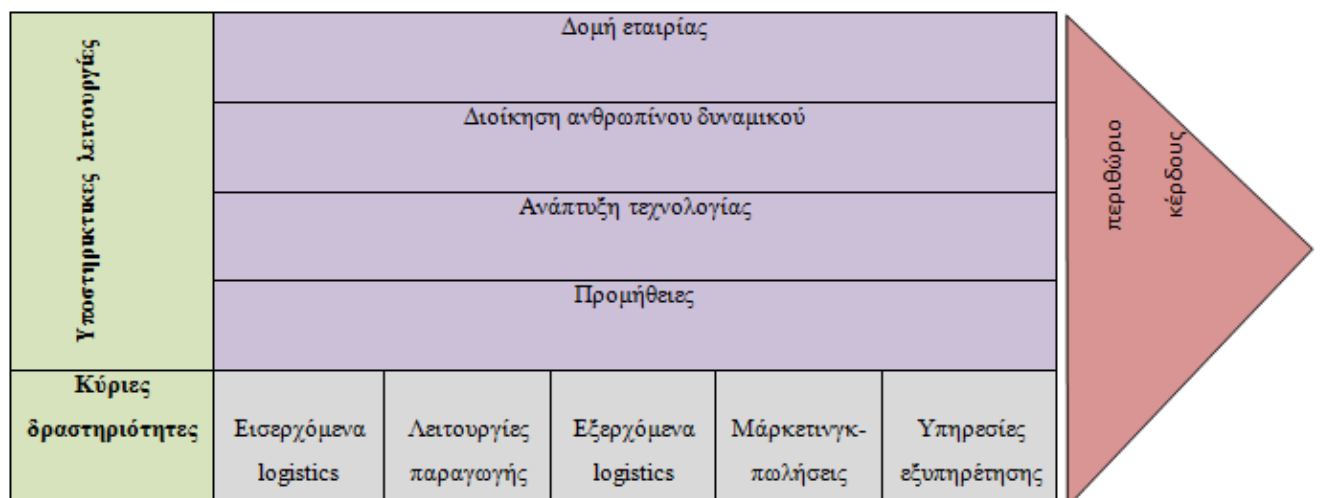 Υποστηρικτικες λειτουργίες
Δομή εταιρίας
Διοίκηση ανθρωπίνου δυναμικού
Ανάπτυξη τεχνολογίας
Προμήθειες
περιθώριο
κέρδους
Κύριες
δραστηριότητες
Εισερχόμενα
logistics
Λειτουργίες
παραγωγής
Εξερχόμενα
logistics
Μάρκετινγκ-
πωλήσεις
Υπηρεσίες
εξυπηρέτησης